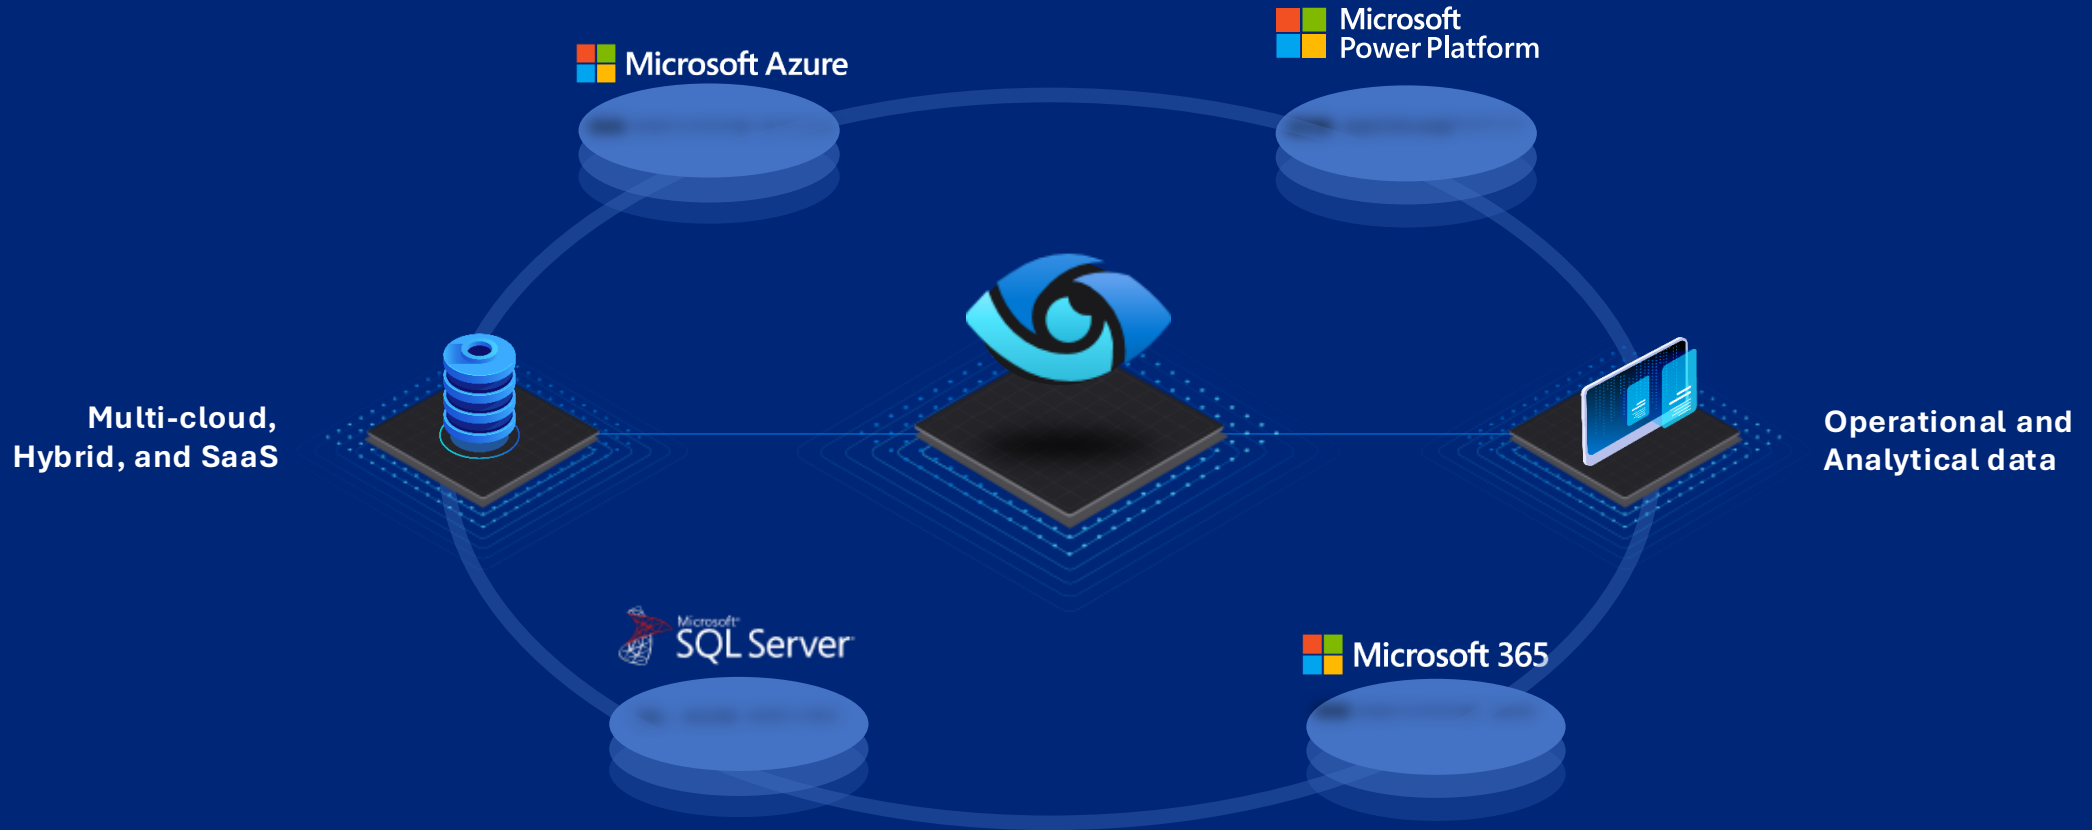 Microsoft
Power Platform
Microsoft Azure
Multi-cloud,
Hybrid, and SaaS
Operational and
Analytical data
Microsoft
SQL Server
Microsoft 365